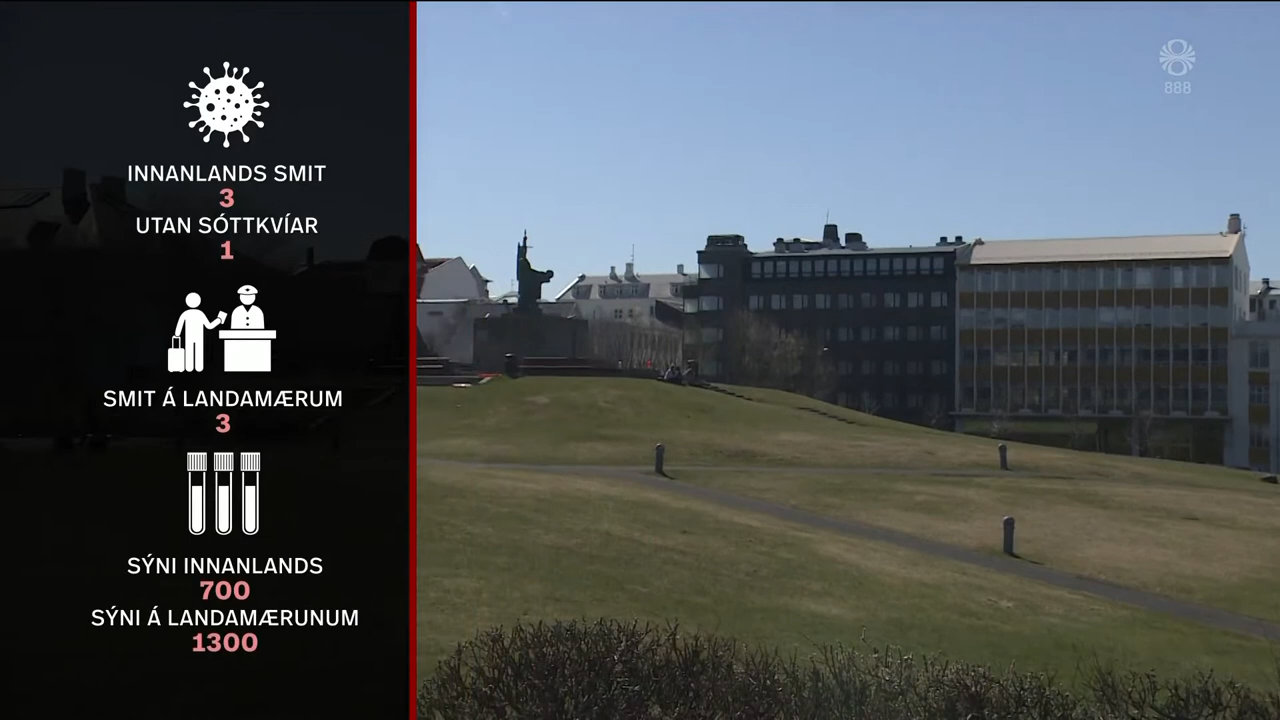 INNANLANDS SMIT
3
UTAN SÓTTKVÍAR
1
SMIT Á LANDAMÆRUM
3
SÝNI INNANLANDS
700
SÝNI Á LANDAMÆRUNUM
1300
888